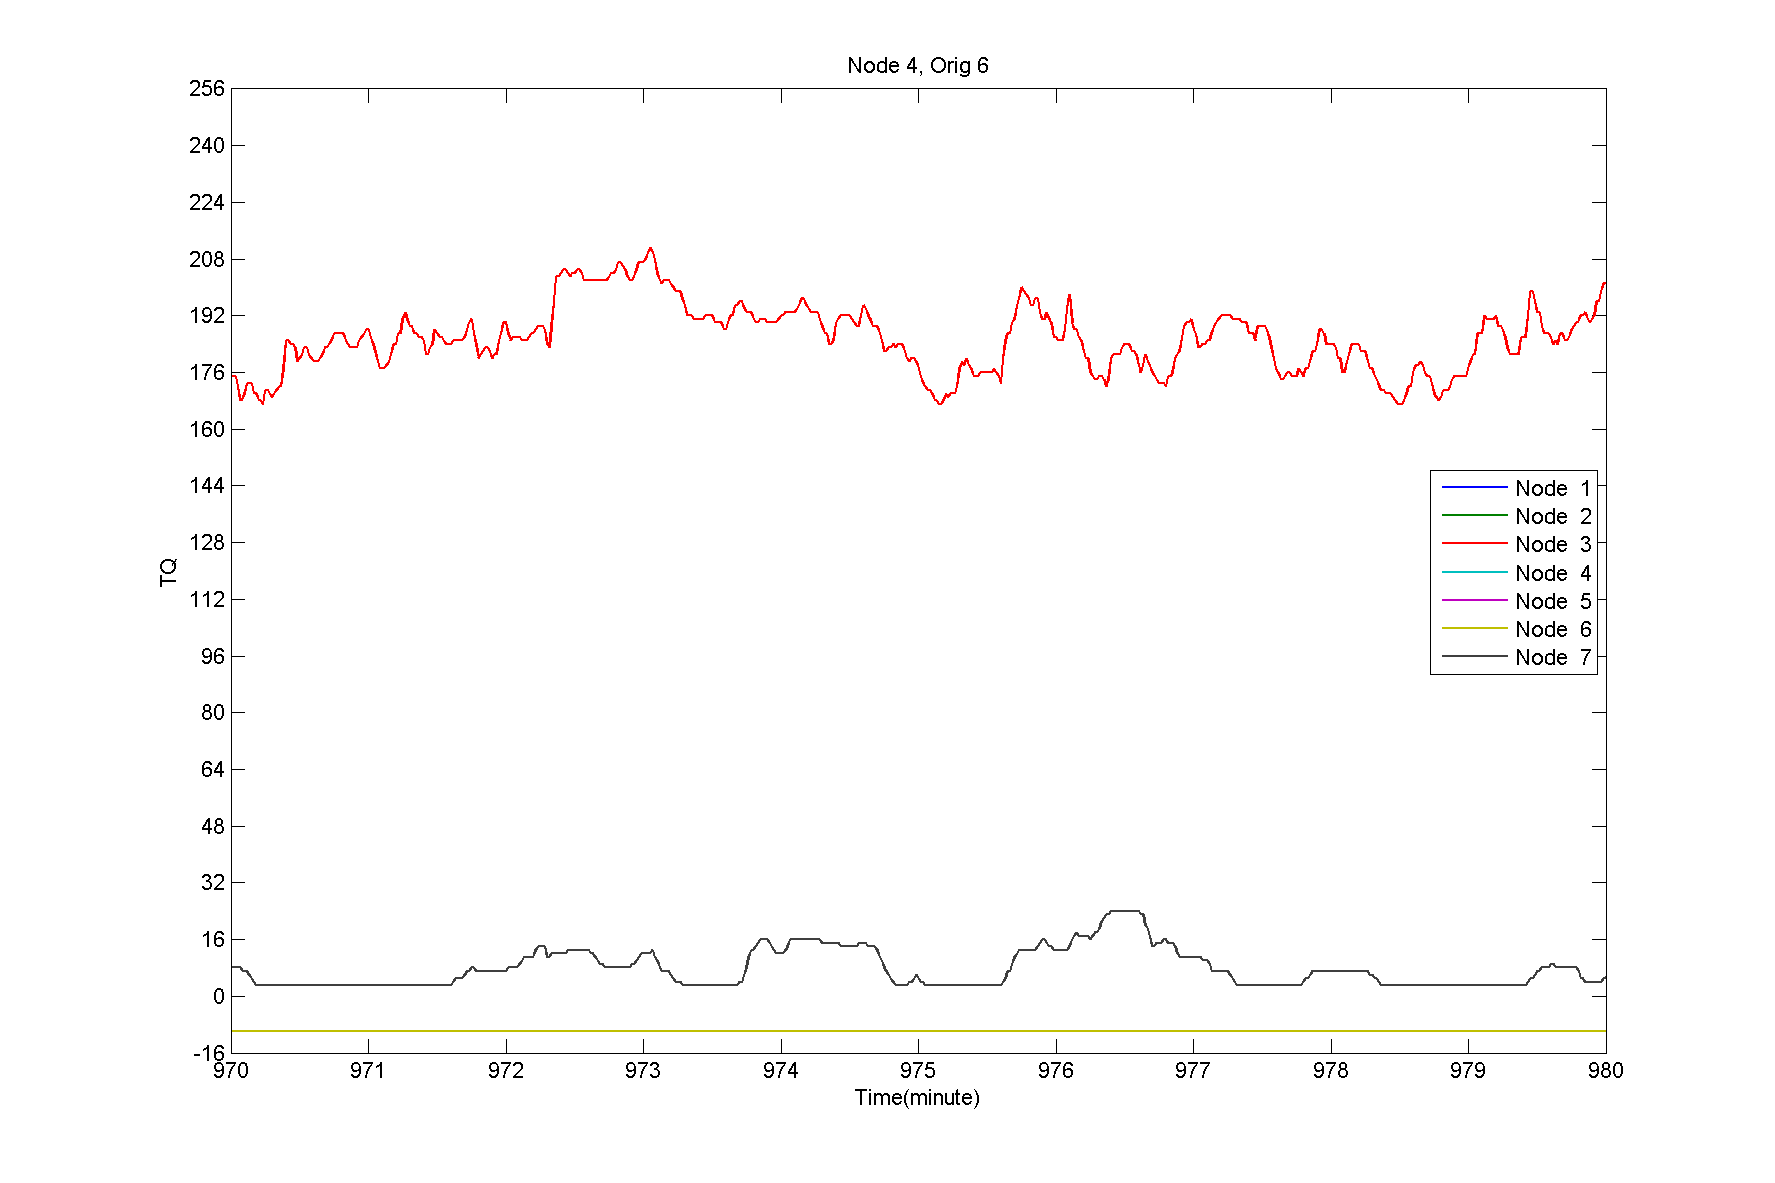 Node 4, Orig 6
256
240
224
208
192
176
160
144
128
112
96
80
64
48
32
16
0
-16
TQ
Node 1
Node 2
Node 3
Node 4
Node 5
Node 6
Node 7
970 971 972 973 974 975 976 977 978 979 980
Time(minute)